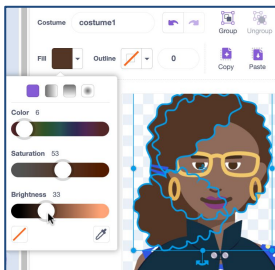 Costume costume1 Group Ungroup
Fill Outline 0 Copy Paste
Color 6
Saturation 53
Brightness 33